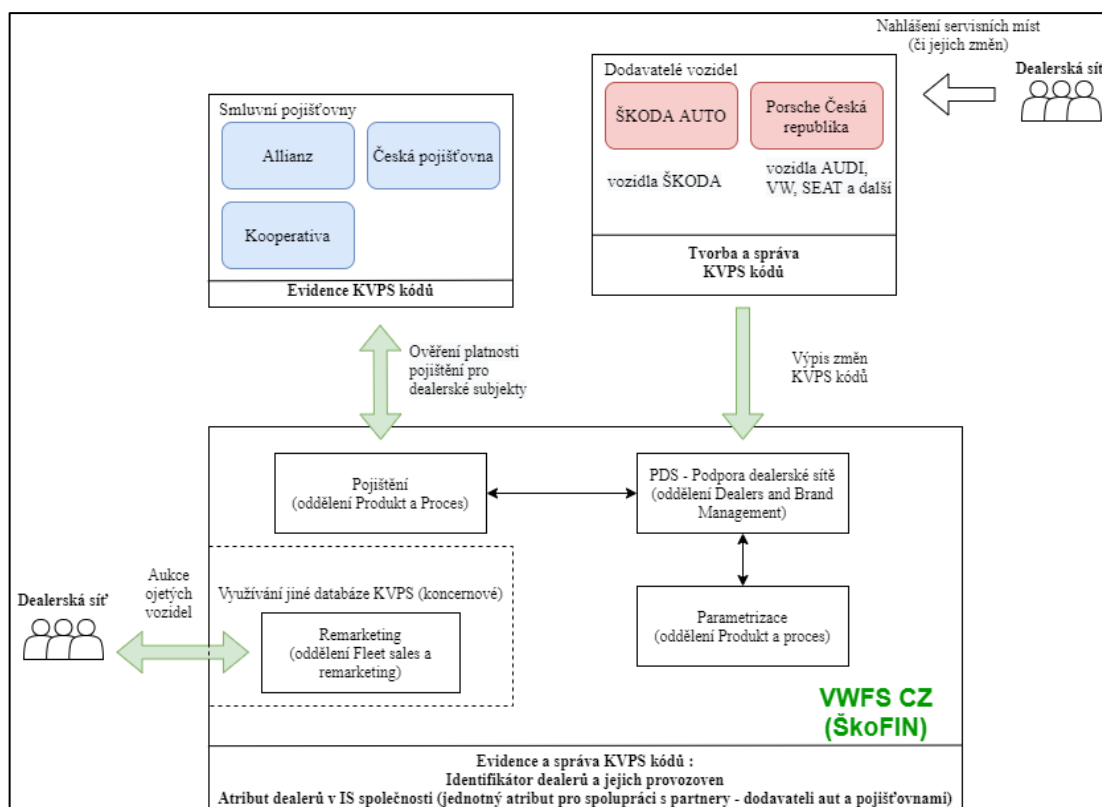 Nahlášení servisních míst
(či jejich změn)
Dealerská síť
Dodavatelé vozidel
ŠKODA AUTO
Porsche Česká
republika
vozidla ŠKODA
vozidla AUDI,
VW, SEAT a další
Tvorba a správa
KVPS kódů
Smluvní pojišťovny
Allianz
Česká pojišťovna
Kooperativa
Evidence KVPS kódů
Ověření platnosti
pojištění pro
dealerské subjekty
Výpis změn
KVPS kódů
Pojištění
(oddělení Produkt a Proces)
PDS - Podpora dealerské sítě
(oddělení Dealers and Brand
Management)
Aukce
ojetých
vozidel
Dealerská síť
Využívání jiné databáze KVPS (koncernové)
Remarketing
(oddělení Fleet sales a
remarketing)
Parametrizace
(oddělení Produkt a proces)
VWFS CZ
(ŠkoFIN)
Evidence a správa KVPS kódů :
Identifikátor dealerů a jejich provozoven
Atribut dealerů v IS společnosti (jednotný atribut pro spolupráci s partnery - dodavateli aut a pojišťovnami)